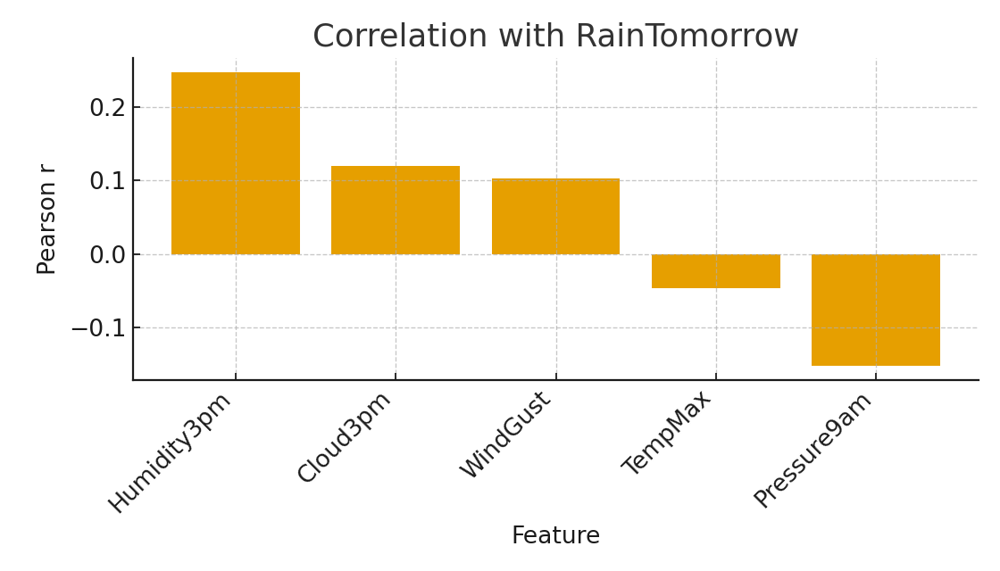 Correlation with RainTomorrow
Pearson r
0.2
0.1
0.0
−0.1
Humidity3pm
Cloud3pm
WindGust
TempMax
Pressure9am
Feature